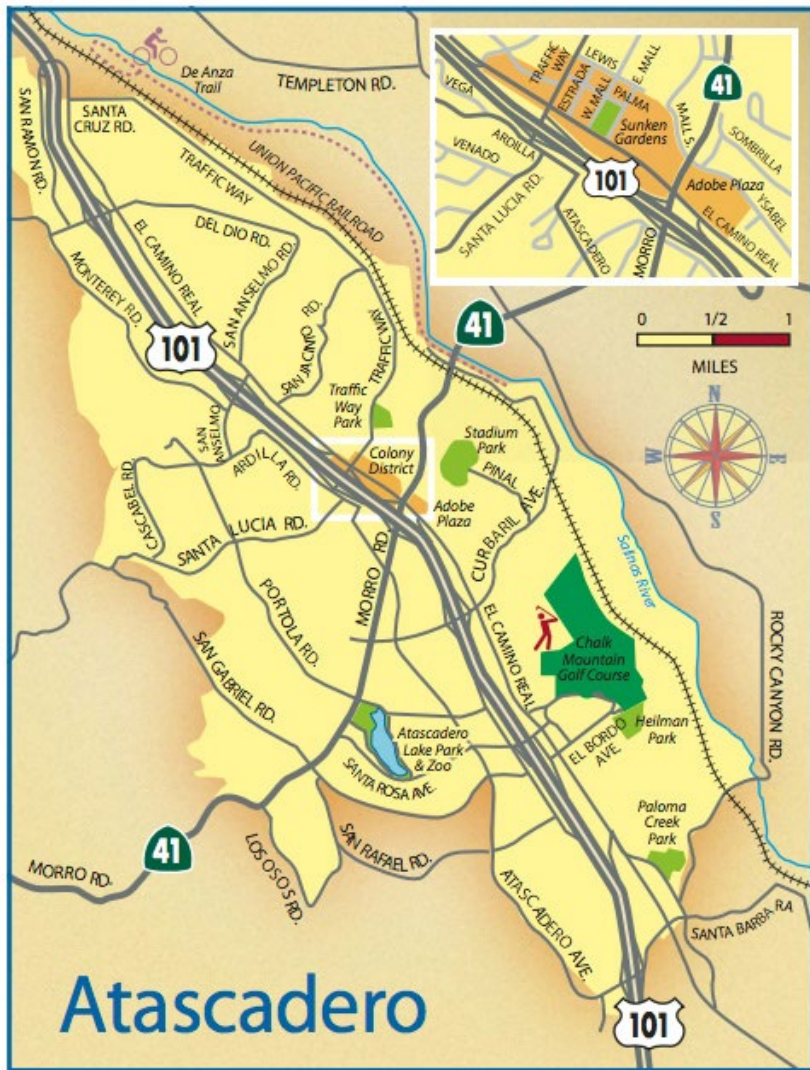 De Anza
Trail
TEMPLETON RD.
SAN RAMON RD.
SANTA
CRUZ RD.
TRAFFIC WAY
UNION PACIFIC RAILROAD
EL CAMINO REAL
DEL DIO RD.
SAN ANSELMO RD.
MONTEREY RD.
101
SAN JACINTO RD.
TRAFFIC WAY
41
Traffic
Way Park
SAN
ANSELMO
ARDILLA RD.
Colony
District
Stadium
Park
PINAL
Adobe
Plaza
CASCABEL RD
SANTA LUCIA RD.
MORRO RD.
CURBARIL AVE.
PORTOLA RD.
SAN GABRIEL RD.
EL CAMINO REAL
Chalk
Mountain
Golf Course
Salinas River
ROCKY CANYON RD.
Atascadero
Lake Park
& Zoo
EL BORDO
AVE.
Heilman
Park
SANTA ROSA AVE.
Paloma
Creek
Park
41
MORRO RD.
LOS OSOS RD.
SAN RAFAEL RD.
ATASCADERO AVE.
SANTA BARBA RA
101
Atascadero
TRAFFIC
WAY
LEWIS
E. MALL
41
VEGA
ESTRADA
W. MALL
PALMA
MALL S.
Sunken
Gardens
SOMBRILLA
ARDILLA
VENADO
101
Adobe Plaza
YSABEL
SANTA LUCIA RD.
ATASCADERO
MORRO
EL CAMINO REAL
0 1/2 1
MILES
N
W E
S